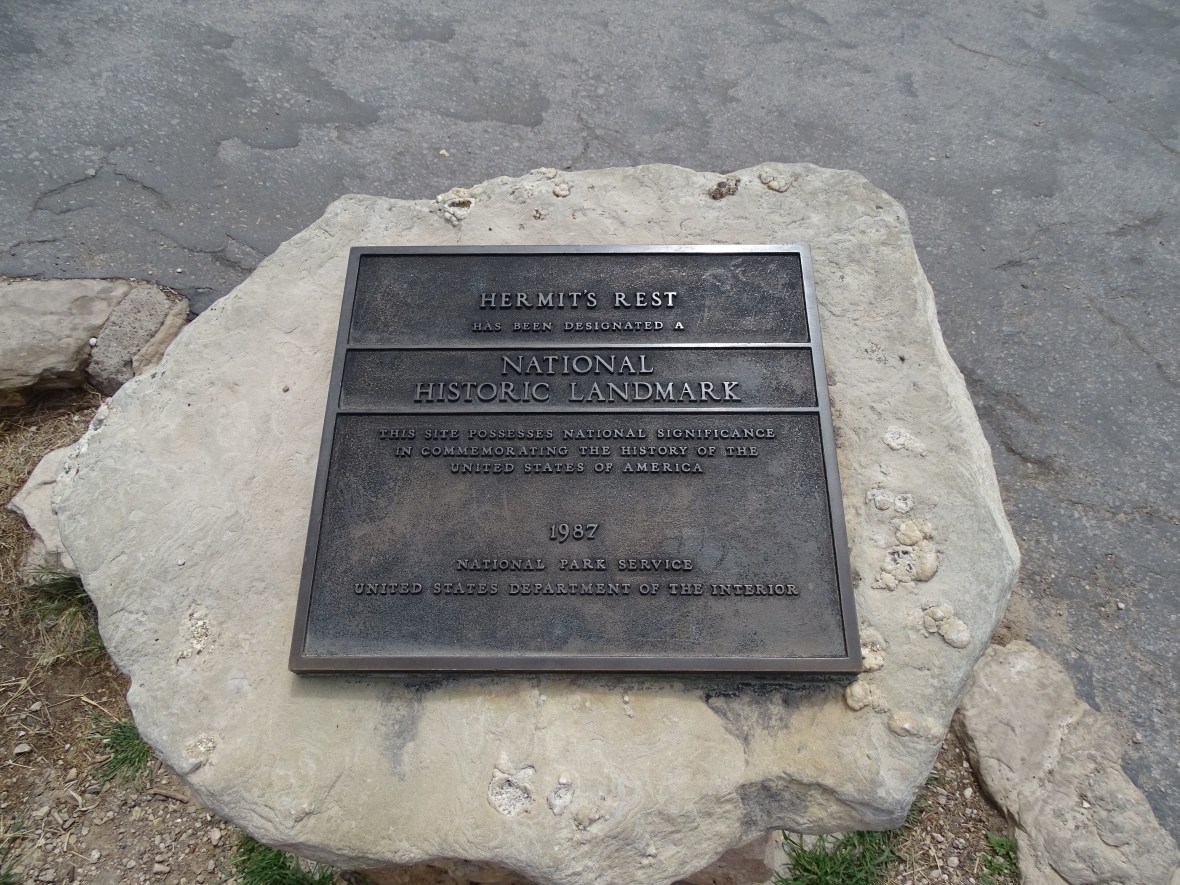 HERMIT'S REST
HAS BEEN DESIGNATED A
NATIONAL
HISTORIC LANDMARK
THIS SITE POSSESSES NATIONAL SIGNIFICANCE
IN COMMEMORATING THE HISTORY OF THE
UNITED STATES OF AMERICA
1987
NATIONAL PARK SERVICE
UNITED STATES DEPARTMENT OF THE INTERIOR